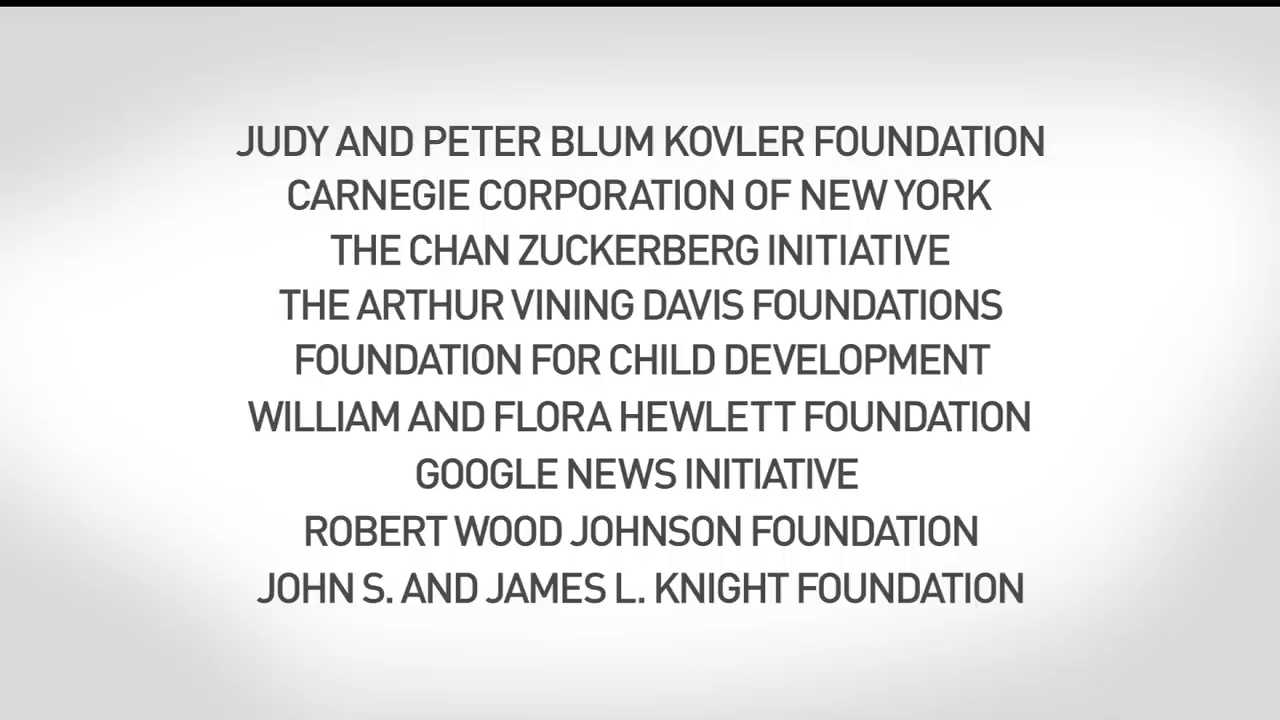 JUDY AND PETER BLUM KOVLER FOUNDATION
CARNEGIE CORPORATION OF NEW YORK
THE CHAN ZUCKERBERG INITIATIVE
THE ARTHUR VINING DAVIS FOUNDATIONS
FOUNDATION FOR CHILD DEVELOPMENT
WILLIAM AND FLORA HEWLETT FOUNDATION
GOOGLE NEWS INITIATIVE
ROBERT WOOD JOHNSON FOUNDATION
JOHN S. AND JAMES L. KNIGHT FOUNDATION